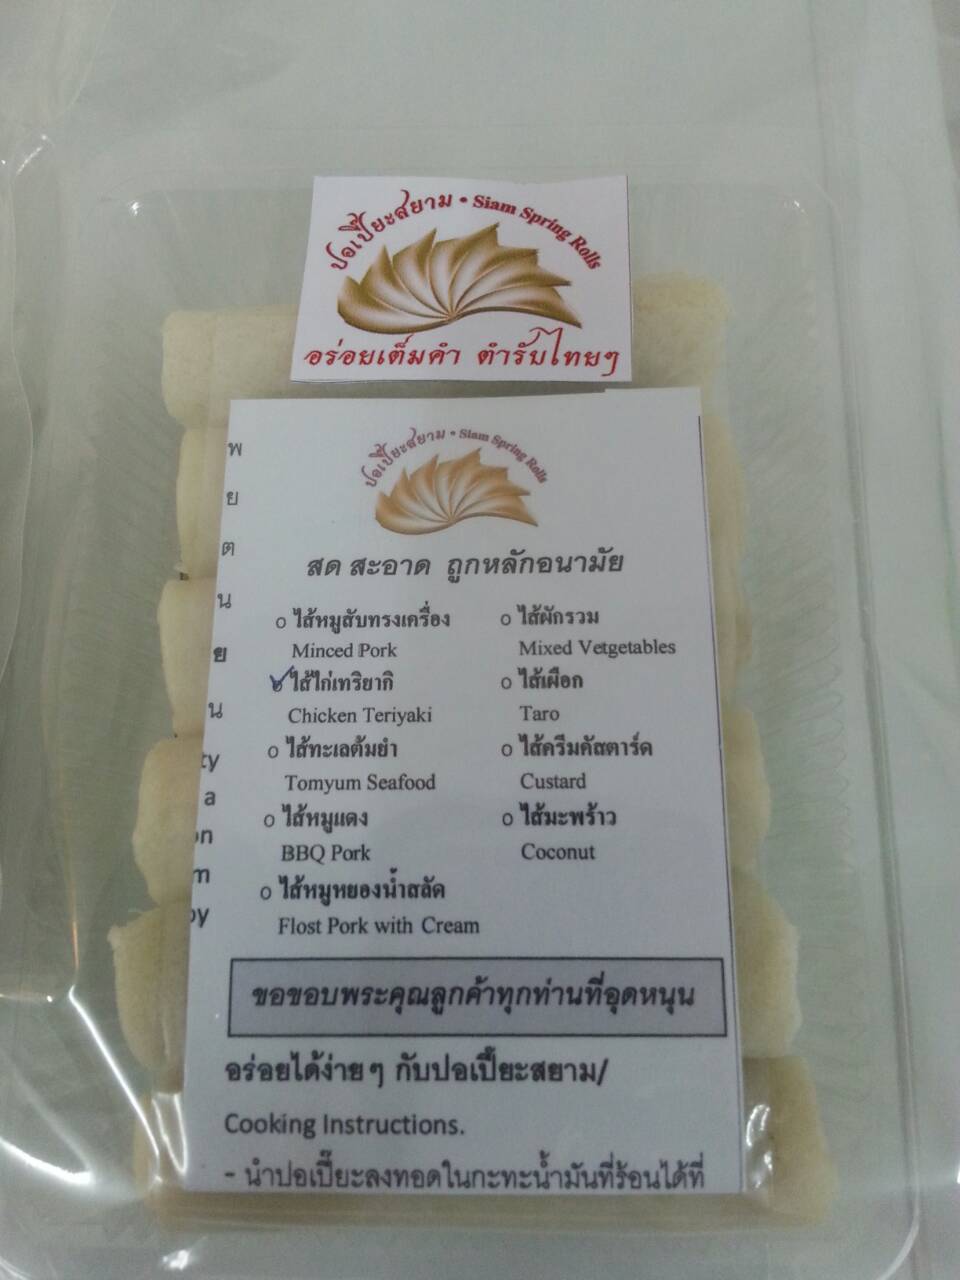 ปอเปี๊ยะสยาม • Siam Spring Rolls
อร่อยเต็มคำ ตำรับไทยๆ
ปอเปี๊ยะสยาม • Siam Spring Rolls
สด สะอาด ถูกหลักอนามัย
o ไส้หมูสับทรงเครื่อง
Minced Pork
o ไส้ไก่เทริยากิ
Chicken Teriyaki
o ไส้ทะเลต้มยำ
Tomyum Seafood
o ไส้หมูแดง
BBQ Pork
o ไส้หมูหยองน้ำสลัด
Flost Pork with Cream
o ไส้ผักรวม
Mixed Vetgetables
o ไส้เผือก
Taro
o ไส้ครีมคัสตาร์ด
Custard
o ไส้มะพร้าว
Coconut
พ
ย
ต
น
ย
น
ty
a
on
m
by
ขอขอบพระคุณลูกค้าทุกท่านที่อุดหนุน
อร่อยได้ง่ายๆ กับปอเปี๊ยะสยาม/
Cooking Instructions.
- นำปอเปี๊ยะลงทอดในกะทะน้ำมันที่ร้อนได้ที่